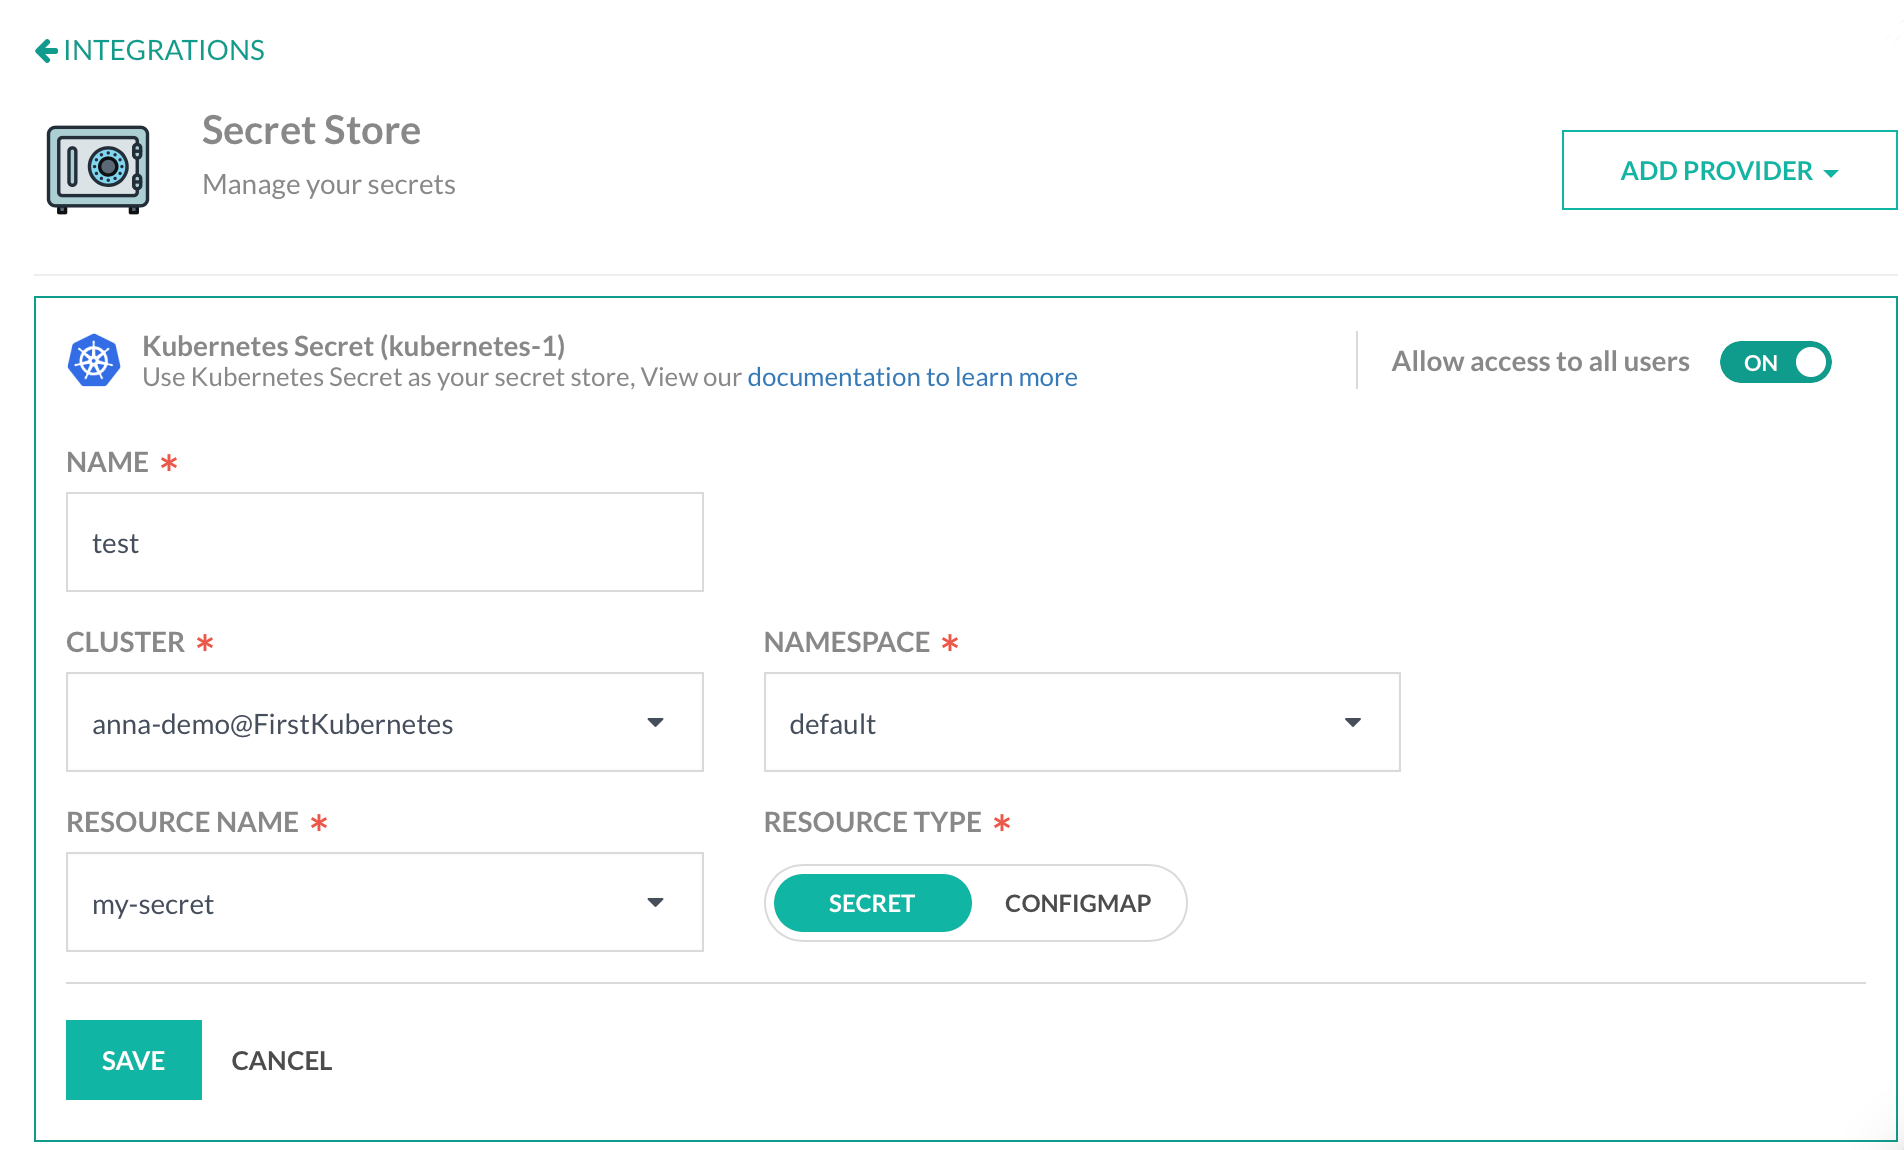 INTEGRATIONS
Secret Store
Manage your secrets
ADD PROVIDER
Kubernetes Secret (kubernetes-1)
Use Kubernetes Secret as your secret store, View our documentation to learn more
Allow access to all users
ON
NAME *
test
CLUSTER *
NAMESPACE *
anna-demo@FirstKubernetes
default
RESOURCE NAME *
RESOURCE TYPE *
my-secret
SECRET
CONFIGMAP
SAVE
CANCEL